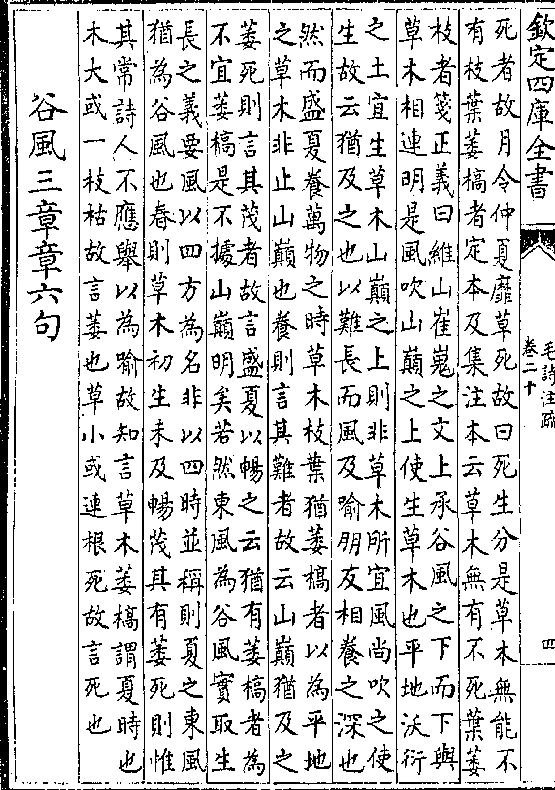 欽定四庫全書
毛詩注疏
卷二十
四
死者故月令仲夏靡草死故曰死生分是草木無能不
有枝葉萎槁者定本及集注本云草木無有不死葉萎
枝者箋正義曰維山崔嵬之文上承谷風之下而下與
草木相連明是風吹山巔之上使生草木也平地沃衍
之土宜生草木山巔之上則非草木所宜風尚吹之使
生故云猶及之也以難長而風及喻朋友相養之深也
然而盛夏養萬物之時草木枝葉猶萎槁者以為平地
之草木非止山巔也養則言其難者故云山巔猶及之
萎死則言其茂者故言盛夏以暢之云猶有萎槁者為
不宜萎槁是不據山巔明矣若然東風為谷風實取生
長之義要風以四方為名非以四時並稱則夏之東風
猶為谷風也春則草木初生未及暢茂其有萎死則惟
其常詩人不應舉以為喻故知言草木萎槁謂夏時也
木大或一枝枯故言萎也草小或連根死故言死也
谷風三章章六句